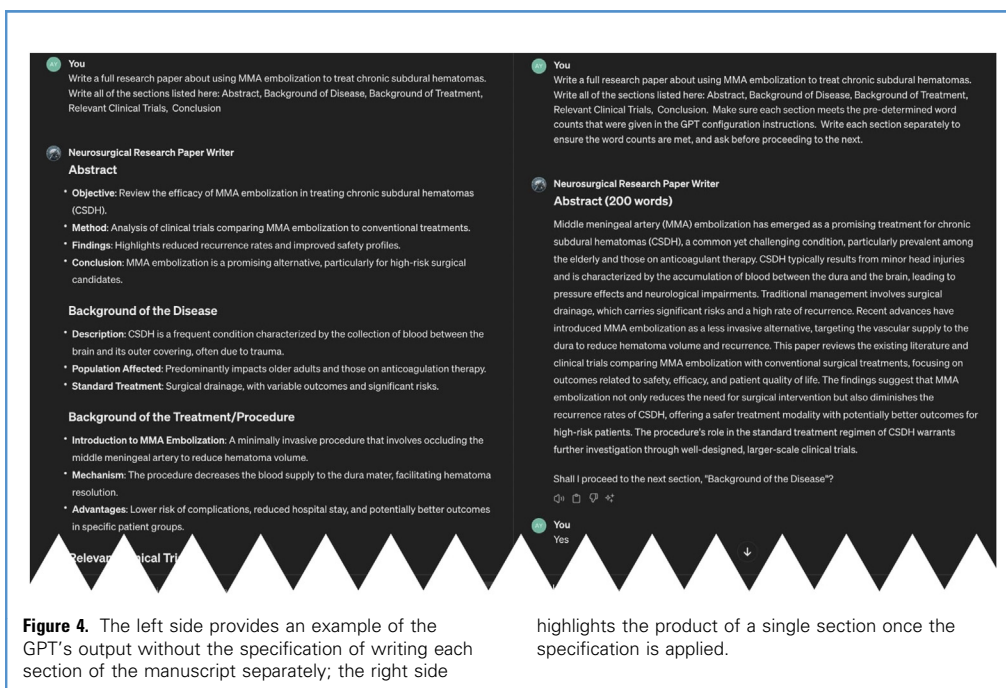 AY You
Write a full research paper about using MMA embolization to treat chronic subdural hematomas.
Write all of the sections listed here: Abstract, Background of Disease, Background of Treatment,
Relevant Clinical Trials, Conclusion
Neurosurgical Research Paper Writer
Abstract
• Objective: Review the efficacy of MMA embolization in treating chronic subdural hematomas
(CSDH).
• Method: Analysis of clinical trials comparing MMA embolization to conventional treatments.
• Findings: Highlights reduced recurrence rates and improved safety profiles.
• Conclusion: MMA embolization is a promising alternative, particularly for high-risk surgical
candidates.
Background of the Disease
• Description: CSDH is a frequent condition characterized by the collection of blood between the
brain and its outer covering, often due to trauma.
• Population Affected: Predominantly impacts older adults and those on anticoagulation therapy.
• Standard Treatment: Surgical drainage, with variable outcomes and significant risks.
Background of the Treatment/Procedure
• Introduction to MMA Embolization: A minimally invasive procedure that involves occluding the
middle meningeal artery to reduce hematoma volume.
• Mechanism: The procedure decreases the blood supply to the dura mater, facilitating hematoma
resolution.
• Advantages: Lower risk of complications, reduced hospital stay, and potentially better outcomes
in specific patient groups.
AY You
Write a full research paper about using MMA embolization to treat chronic subdural hematomas.
Write all of the sections listed here: Abstract, Background of Disease, Background of Treatment,
Relevant Clinical Trials, Conclusion. Make sure each section meets the pre-determined word
counts that were given in the GPT configuration instructions. Write each section separately to
ensure the word counts are met, and ask before proceeding to the next.
Neurosurgical Research Paper Writer
Abstract (200 words)
Middle meningeal artery (MMA) embolization has emerged as a promising treatment for chronic
subdural hematomas (CSDH), a common yet challenging condition, particularly prevalent among
the elderly and those on anticoagulant therapy. CSDH typically results from minor head injuries
and is characterized by the accumulation of blood between the dura and the brain, leading to
pressure effects and neurological impairments. Traditional management involves surgical
drainage, which carries significant risks and a high rate of recurrence. Recent advances have
introduced MMA embolization as a less invasive alternative, targeting the vascular supply to the
dura to reduce hematoma volume and recurrence. This paper reviews the existing literature and
clinical trials comparing MMA embolization with conventional surgical treatments, focusing on
outcomes related to safety, efficacy, and patient quality of life. The findings suggest that MMA
embolization not only reduces the need for surgical intervention but also diminishes the
recurrence rates of CSDH, offering a safer treatment modality with potentially better outcomes for
high-risk patients. The procedure's role in the standard treatment regimen of CSDH warrants
further investigation through well-designed, larger-scale clinical trials.
Shall I proceed to the next section, "Background of the Disease"?
AY You
Yes
Figure 4. The left side provides an example of the
GPT's output without the specification of writing each
section of the manuscript separately; the right side
highlights the product of a single section once the
specification is applied.